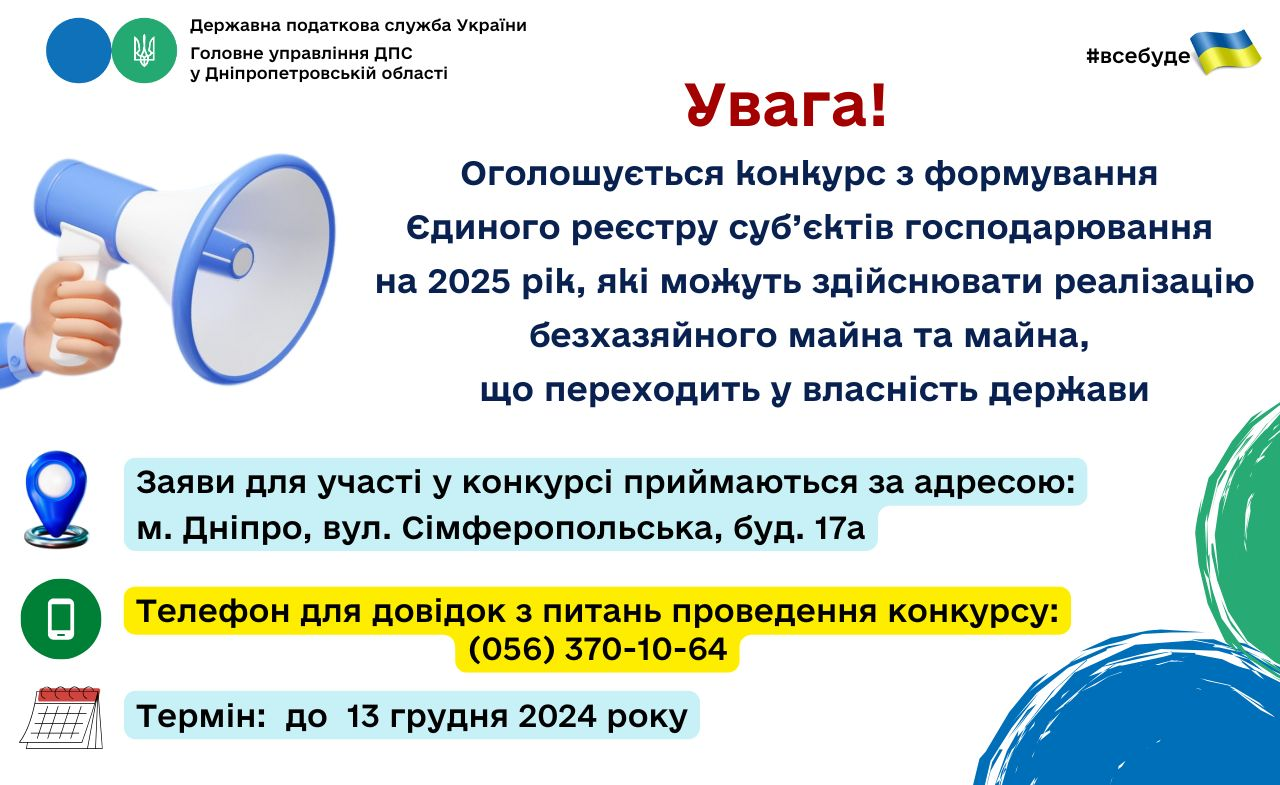 Державна податкова служба України
Головне управління ДПС
у Дніпропетровській області
#всебуде
Увага!
Оголошується конкурс з формування
Єдиного реєстру суб’єктів господарювання
на 2025 рік, які можуть здійснювати реалізацію
безхазяйного майна та майна,
що переходить у власність держави
Заяви для участі у конкурсі приймаються за адресою:
м. Дніпро, вул. Сімферопольська, буд. 17а
Телефон для довідок з питань проведення конкурсу:
(056) 370-10-64
Термін: до 13 грудня 2024 року